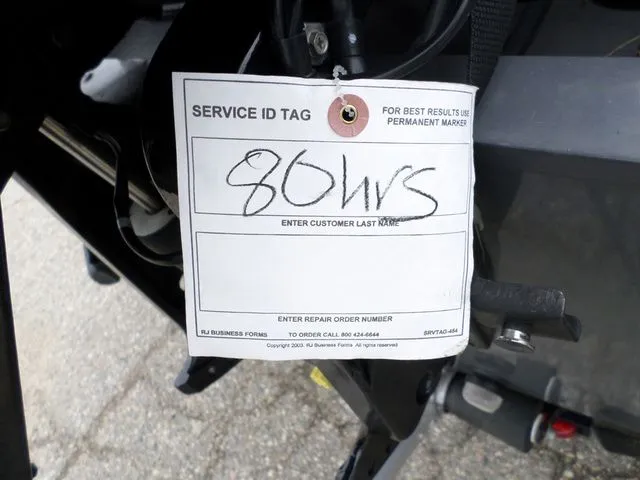 SERVICE ID TAG
FOR BEST RESULTS USE
PERMANENT MARKER
80hrs
ENTER CUSTOMER LAST NAME
ENTER REPAIR ORDER NUMBER
RJ BUSINESS FORMS TO ORDER CALL 800 424-6644 SRVTAG-464
Copyright 2003. RJ Business Forms All rights reserved